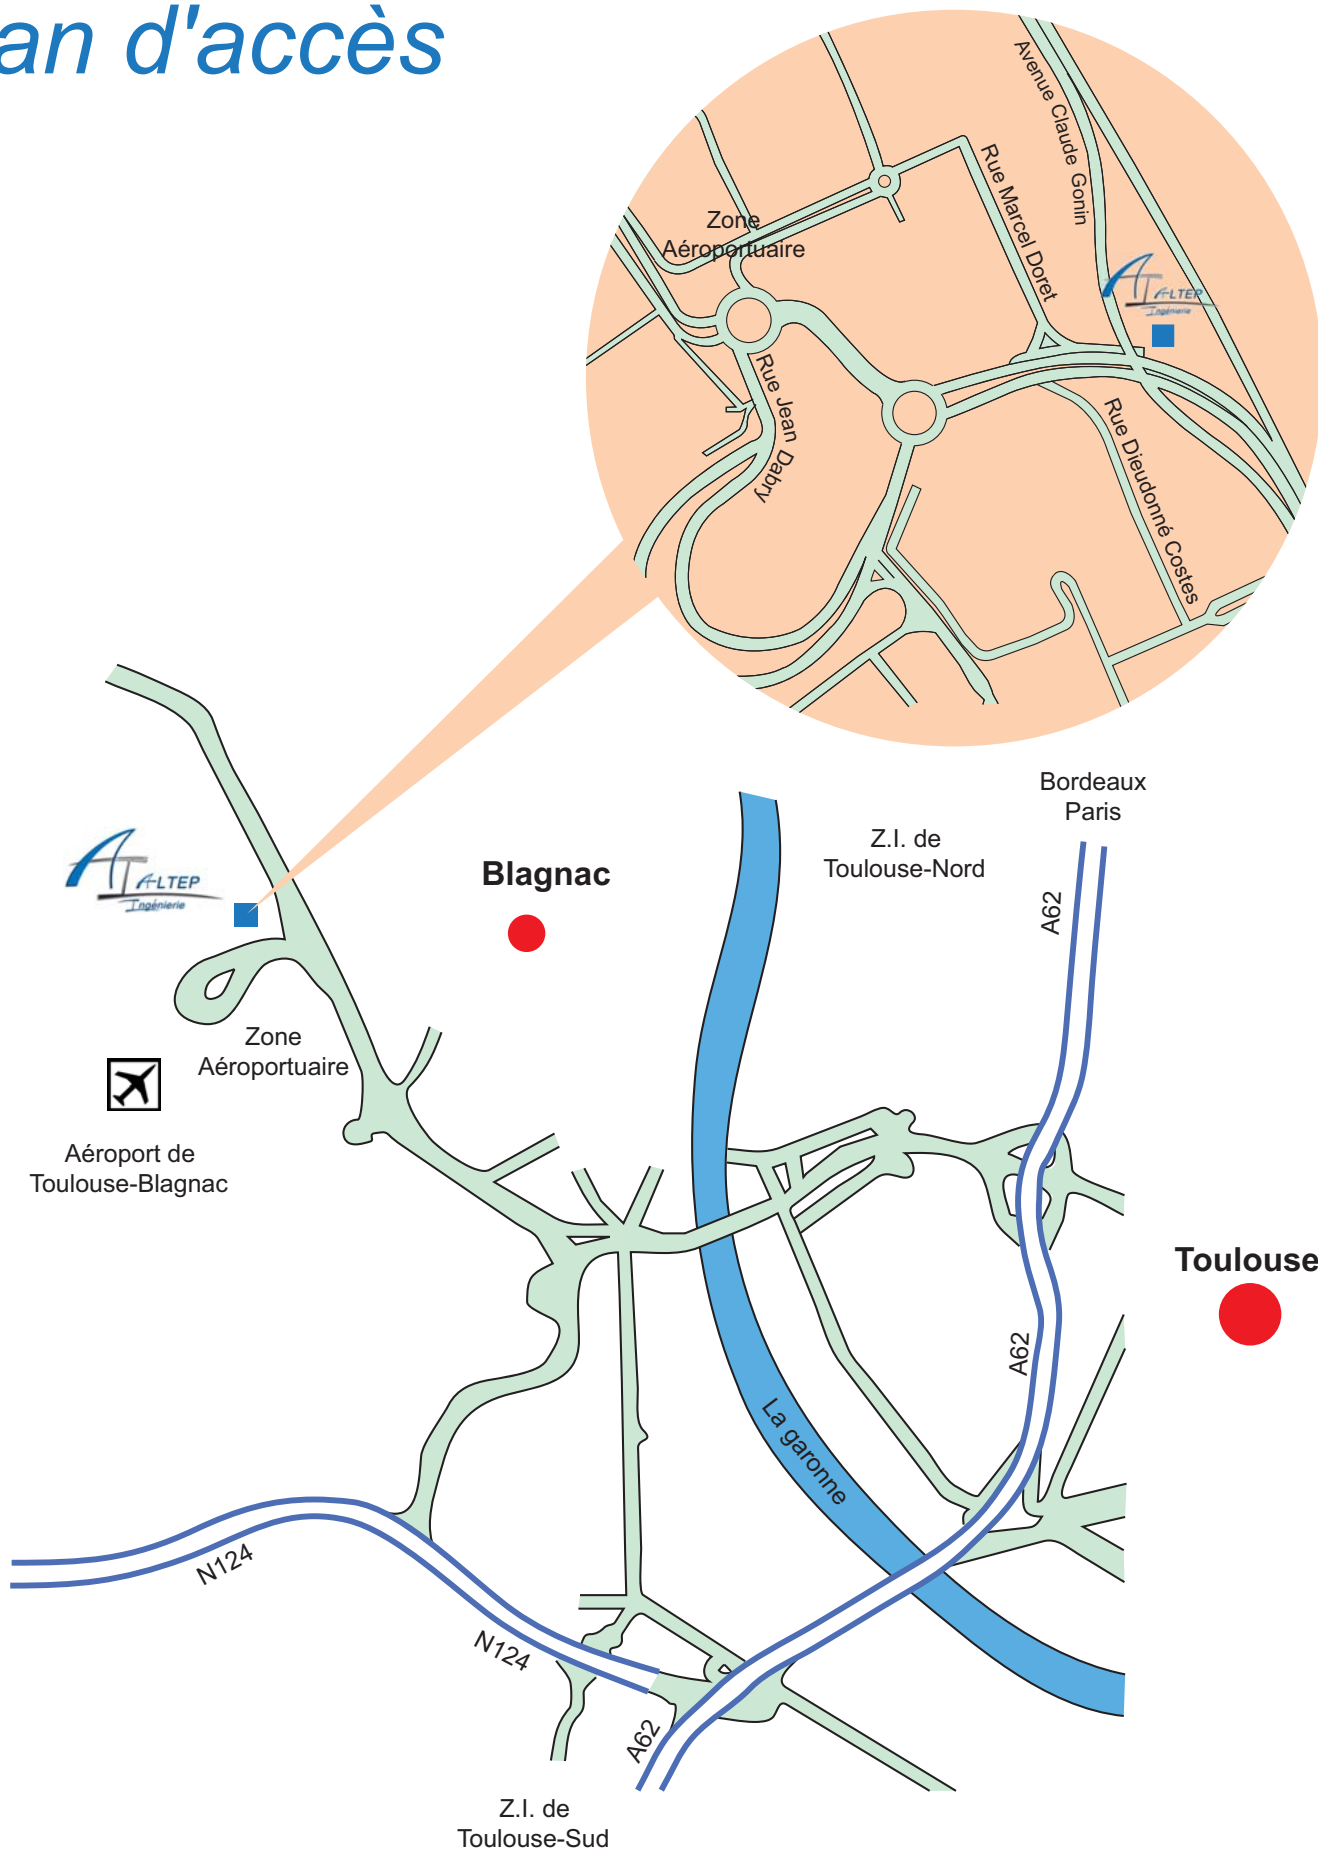 an d'accès
Avenue Claude Gonin
Rue Marcel Doret
Zone
Aéroportuaire
AT
A-LTEP
Ingénierie
Rue Jean Dabry
Rue Dieudonné Costes
Bordeaux
Paris
Z.I. de
Toulouse-Nord
AT
A-LTEP
Ingénierie
Blagnac
A62
Zone
Aéroportuaire
Aéroport de
Toulouse-Blagnac
Toulouse
A62
La garonne
N124
N124
A62
Z.I. de
Toulouse-Sud